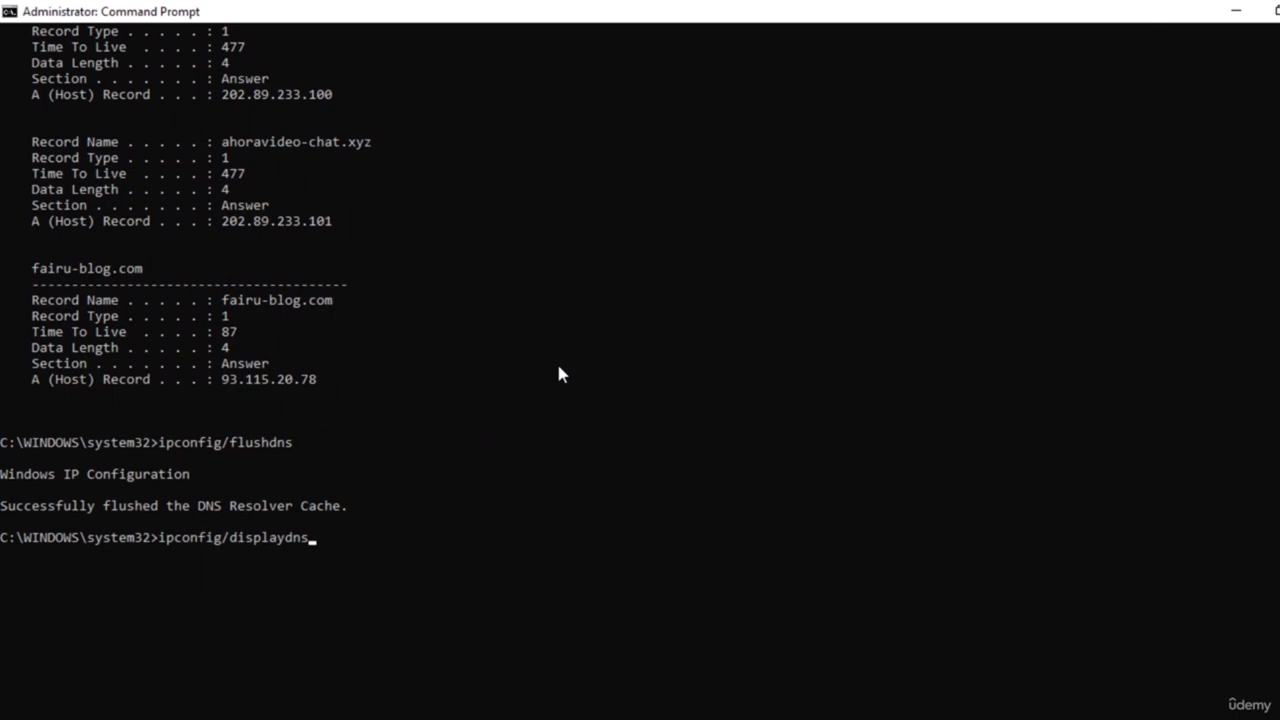 Administrator: Command Prompt
Record Type . . . . . : 1
Time To Live  . . . . : 477
Data Length . . . . . : 4
Section . . . . . . . : Answer
A (Host) Record . . . : 202.89.233.100
Record Name . . . . . : ahoravideo-chat.xyz
Record Type . . . . . : 1
Time To Live  . . . . : 477
Data Length . . . . . : 4
Section . . . . . . . : Answer
A (Host) Record . . . : 202.89.233.101
fairu-blog.com
----------------------------------------
Record Name . . . . . : fairu-blog.com
Record Type . . . . . : 1
Time To Live  . . . . : 87
Data Length . . . . . : 4
Section . . . . . . . : Answer
A (Host) Record . . . : 93.115.20.78
C:\WINDOWS\system32>ipconfig/flushdns
Windows IP Configuration
Successfully flushed the DNS Resolver Cache.
C:\WINDOWS\system32>ipconfig/displaydns
ûdemy